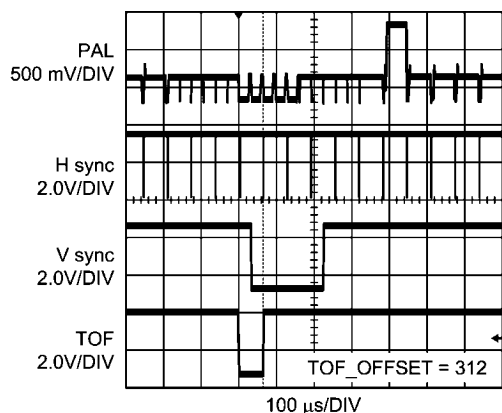 PAL
500 mV/DIV
H sync
2.0V/DIV
V sync
2.0V/DIV
TOF
2.0V/DIV
TOF_OFFSET = 312
100 μs/DIV